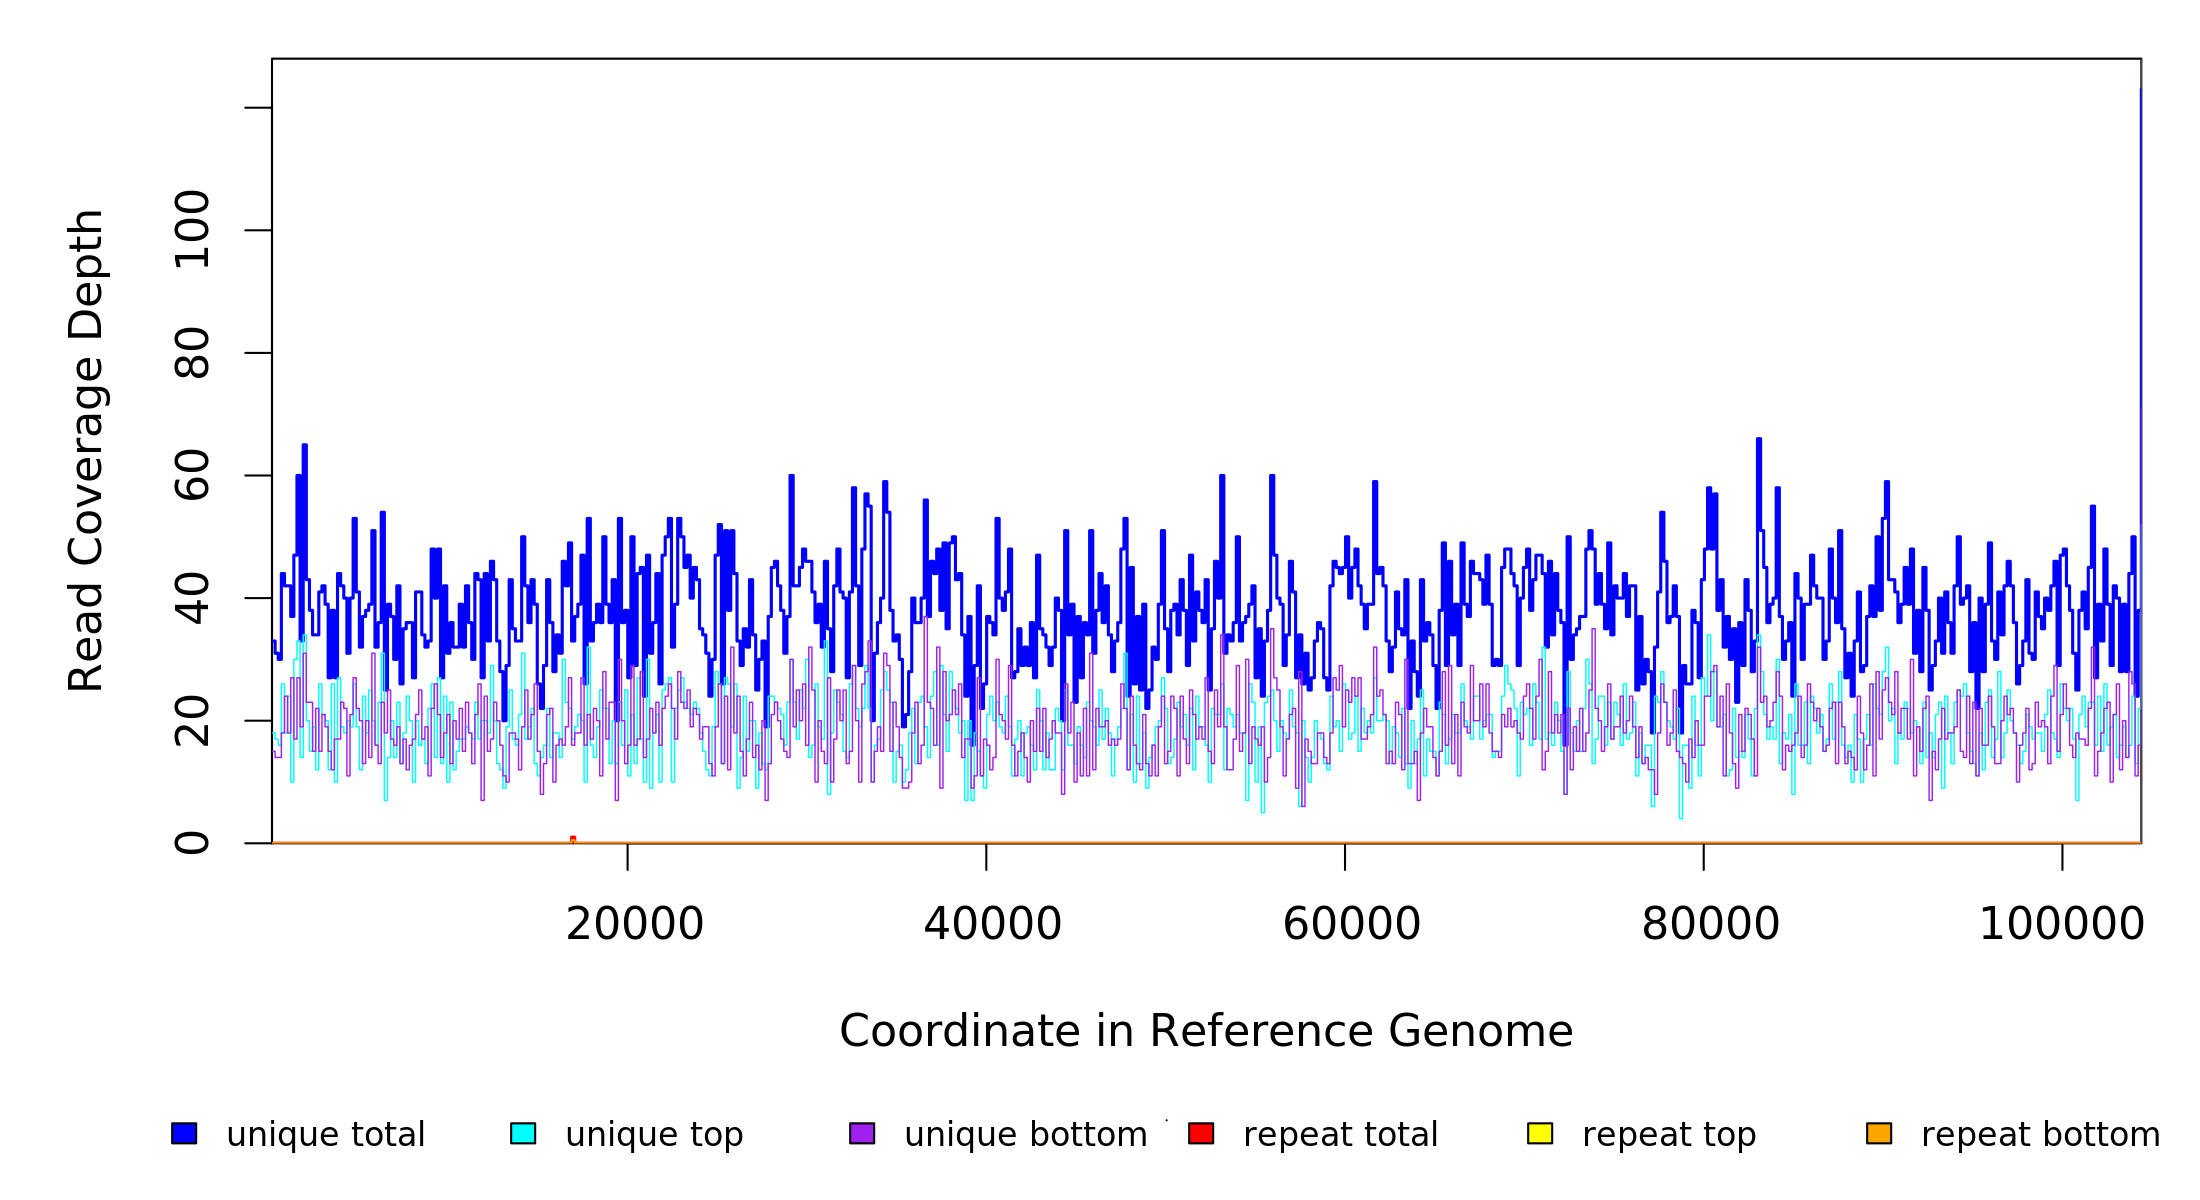 Read Coverage Depth
100
80
60
40
20
0
20000 40000 60000 80000 100000
Coordinate in Reference Genome
unique total unique top unique bottom repeat total repeat top repeat bottom